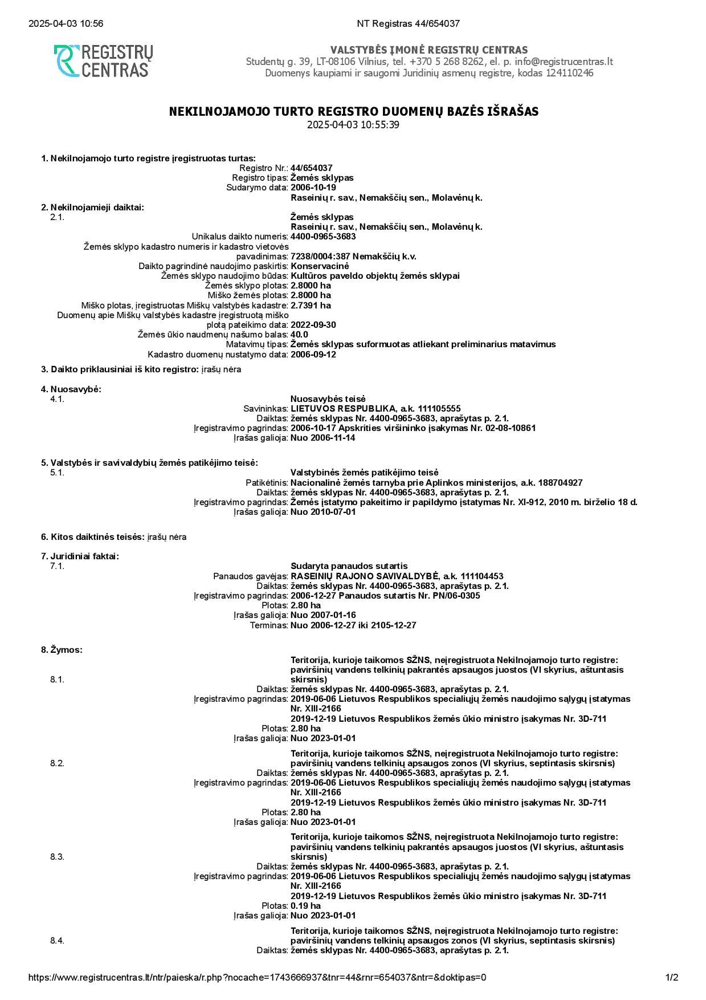 2025-04-03 10:56
NT Registras 44/654037
REGISTRŲ
CENTRAS
VALSTYBĖS ĮMONĖ REGISTRŲ CENTRAS
Studentų g. 39, LT-08106 Vilnius, tel. +370 5 268 8262, el. p. info@registrucentras.lt
Duomenys kaupiami ir saugomi Juridinių asmenų registre, kodas 124110246
NEKILNOJAMOJO TURTO REGISTRO DUOMENŲ BAZĖS IŠRAŠAS
2025-04-03 10:55:39
1. Nekilnojamojo turto registre įregistruotas turtas:
Registro Nr.: 44/654037
Registro tipas: Žemės sklypas
Sudarymo data: 2006-10-19
Raseinių r. sav., Nemakščių sen., Molavėnų k.
2. Nekilnojamieji daiktai:
2.1. Žemės sklypas
Raseinių r. sav., Nemakščių sen., Molavėnų k.
Unikalus daikto numeris: 4400-0965-3683
Žemės sklypo kadastro numeris ir kadastro vietovės
pavadinimas: 7238/0004:387 Nemakščių k.v.
Daikto pagrindinė naudojimo paskirtis: Konservacinė
Žemės sklypo naudojimo būdas: Kultūros paveldo objektų žemės sklypai
Žemės sklypo plotas: 2.8000 ha
Miško žemės plotas: 2.8000 ha
Miško plotas, įregistruotas Miškų valstybės kadastre: 2.7391 ha
Duomenų apie Miškų valstybės kadastre įregistruotą miško
plotą pateikimo data: 2022-09-30
Žemės ūkio naudmenų našumo balas: 40.0
Matavimų tipas: Žemės sklypas suformuotas atliekant preliminarius matavimus
Kadastro duomenų nustatymo data: 2006-09-12
3. Daikto priklausiniai iš kito registro: įrašų nėra
4. Nuosavybė:
4.1. Nuosavybės teisė
Savininkas: LIETUVOS RESPUBLIKA, a.k. 111105555
Daiktas: žemės sklypas Nr. 4400-0965-3683, aprašytas p. 2.1.
Įregistravimo pagrindas: 2006-10-17 Apskrities viršininko įsakymas Nr. 02-08-10861
Įrašas galioja: Nuo 2006-11-14
5. Valstybės ir savivaldybių žemės patikėjimo teisė:
5.1. Valstybinės žemės patikėjimo teisė
Patikėtinis: Nacionalinė žemės tarnyba prie Aplinkos ministerijos, a.k. 188704927
Daiktas: žemės sklypas Nr. 4400-0965-3683, aprašytas p. 2.1.
Įregistravimo pagrindas: Žemės įstatymo pakeitimo ir papildymo įstatymas Nr. XI-912, 2010 m. birželio 18 d.
Įrašas galioja: Nuo 2010-07-01
6. Kitos daiktinės teisės: įrašų nėra
7. Juridiniai faktai:
7.1. Sudaryta panaudos sutartis
Panaudos gavėjas: RASEINIŲ RAJONO SAVIVALDYBĖ, a.k. 111104453
Daiktas: žemės sklypas Nr. 4400-0965-3683, aprašytas p. 2.1.
Įregistravimo pagrindas: 2006-12-27 Panaudos sutartis Nr. PN/06-0305
Plotas: 2.80 ha
Įrašas galioja: Nuo 2007-01-16
Terminas: Nuo 2006-12-27 iki 2105-12-27
8. Žymos:
Teritorija, kurioje taikomos SŽNS, neįregistruota Nekilnojamojo turto registre:
paviršinių vandens telkinių pakrantės apsaugos juostos (VI skyrius, aštuntasis
8.1. skirsnis)
Daiktas: žemės sklypas Nr. 4400-0965-3683, aprašytas p. 2.1.
Įregistravimo pagrindas: 2019-06-06 Lietuvos Respublikos specialiųjų žemės naudojimo sąlygų įstatymas
Nr. XIII-2166
2019-12-19 Lietuvos Respublikos žemės ūkio ministro įsakymas Nr. 3D-711
Plotas: 2.80 ha
Įrašas galioja: Nuo 2023-01-01
Teritorija, kurioje taikomos SŽNS, neįregistruota Nekilnojamojo turto registre:
8.2. paviršinių vandens telkinių apsaugos zonos (VI skyrius, septintasis skirsnis)
Daiktas: žemės sklypas Nr. 4400-0965-3683, aprašytas p. 2.1.
Įregistravimo pagrindas: 2019-06-06 Lietuvos Respublikos specialiųjų žemės naudojimo sąlygų įstatymas
Nr. XIII-2166
2019-12-19 Lietuvos Respublikos žemės ūkio ministro įsakymas Nr. 3D-711
Plotas: 2.80 ha
Įrašas galioja: Nuo 2023-01-01
Teritorija, kurioje taikomos SŽNS, neįregistruota Nekilnojamojo turto registre:
paviršinių vandens telkinių pakrantės apsaugos juostos (VI skyrius, aštuntasis
8.3. skirsnis)
Daiktas: žemės sklypas Nr. 4400-0965-3683, aprašytas p. 2.1.
Įregistravimo pagrindas: 2019-06-06 Lietuvos Respublikos specialiųjų žemės naudojimo sąlygų įstatymas
Nr. XIII-2166
2019-12-19 Lietuvos Respublikos žemės ūkio ministro įsakymas Nr. 3D-711
Plotas: 0.19 ha
Įrašas galioja: Nuo 2023-01-01
Teritorija, kurioje taikomos SŽNS, neįregistruota Nekilnojamojo turto registre:
8.4. paviršinių vandens telkinių apsaugos zonos (VI skyrius, septintasis skirsnis)
Daiktas: žemės sklypas Nr. 4400-0965-3683, aprašytas p. 2.1.
https://www.registrucentras.lt/ntr/paieska/r.php?nocache=1743666937&tnr=44&rnr=654037&ntr=&doktipas=0
1/2